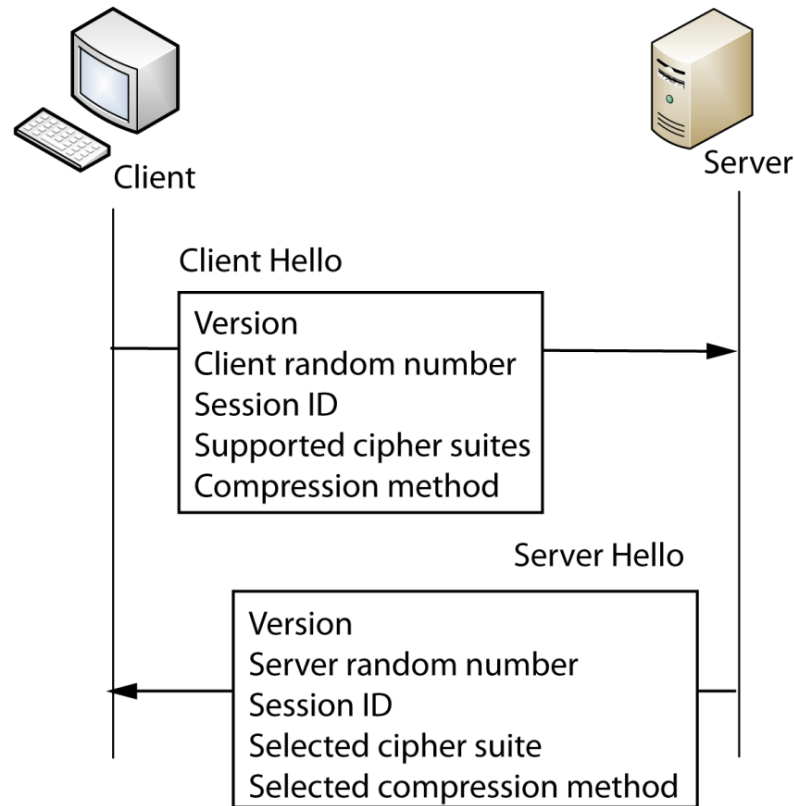 Client
Server
Client Hello
Version
Client random number
Session ID
Supported cipher suites
Compression method
Server Hello
Version
Server random number
Session ID
Selected cipher suite
Selected compression method